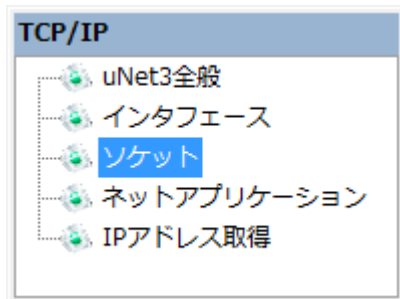 TCP/IP
uNet3全般
インタフェース
ソケット
ネットアプリケーション
IPアドレス取得